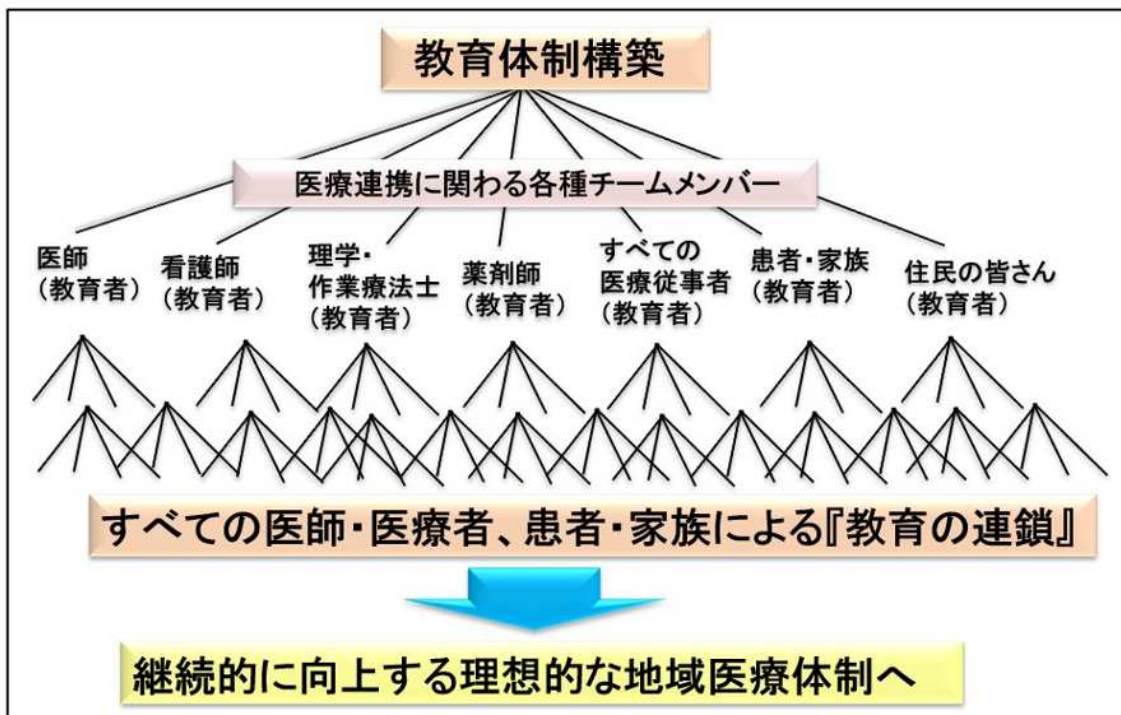 教育体制構築
医療連携に関わる各種チームメンバー
医師
(教育者)
看護師
(教育者)
理学・
作業療法士
(教育者)
薬剤師
(教育者)
すべての
医療従事者
(教育者)
患者・家族
(教育者)
住民の皆さん
(教育者)
すべての医師・医療者、患者・家族による『教育の連鎖』
継続的に向上する理想的な地域医療体制へ